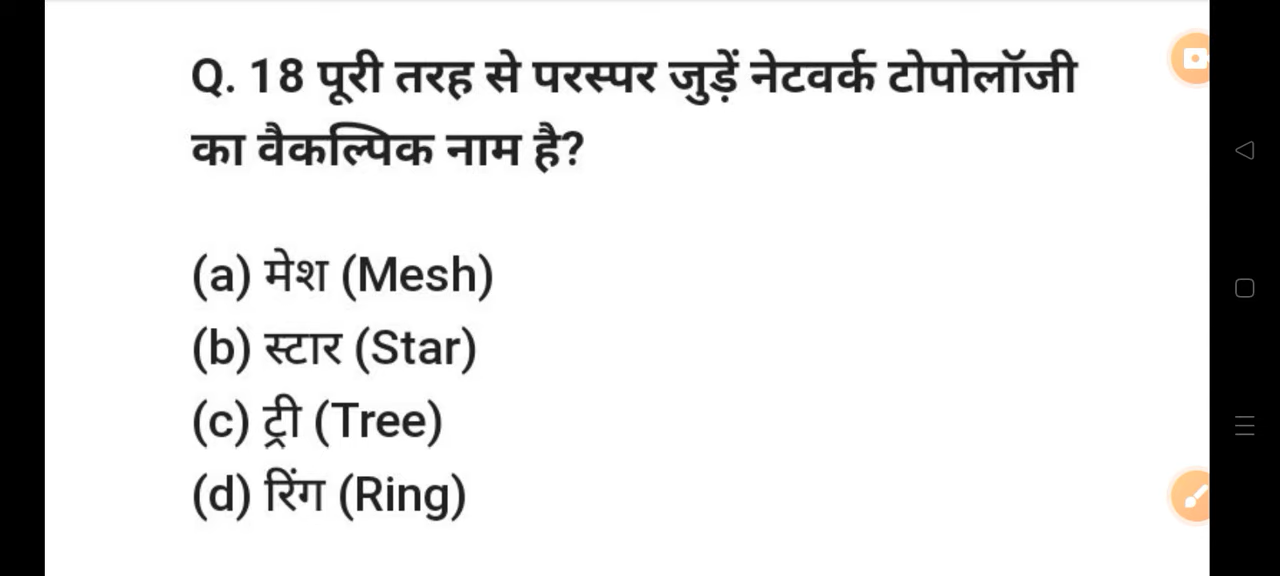 Q. 18 पूरी तरह से परस्पर जुड़ें नेटवर्क टोपोलॉजी
का वैकल्पिक नाम है?
(a) मेश (Mesh)
(b) स्टार (Star)
(c) ट्री (Tree)
(d) रिंग (Ring)